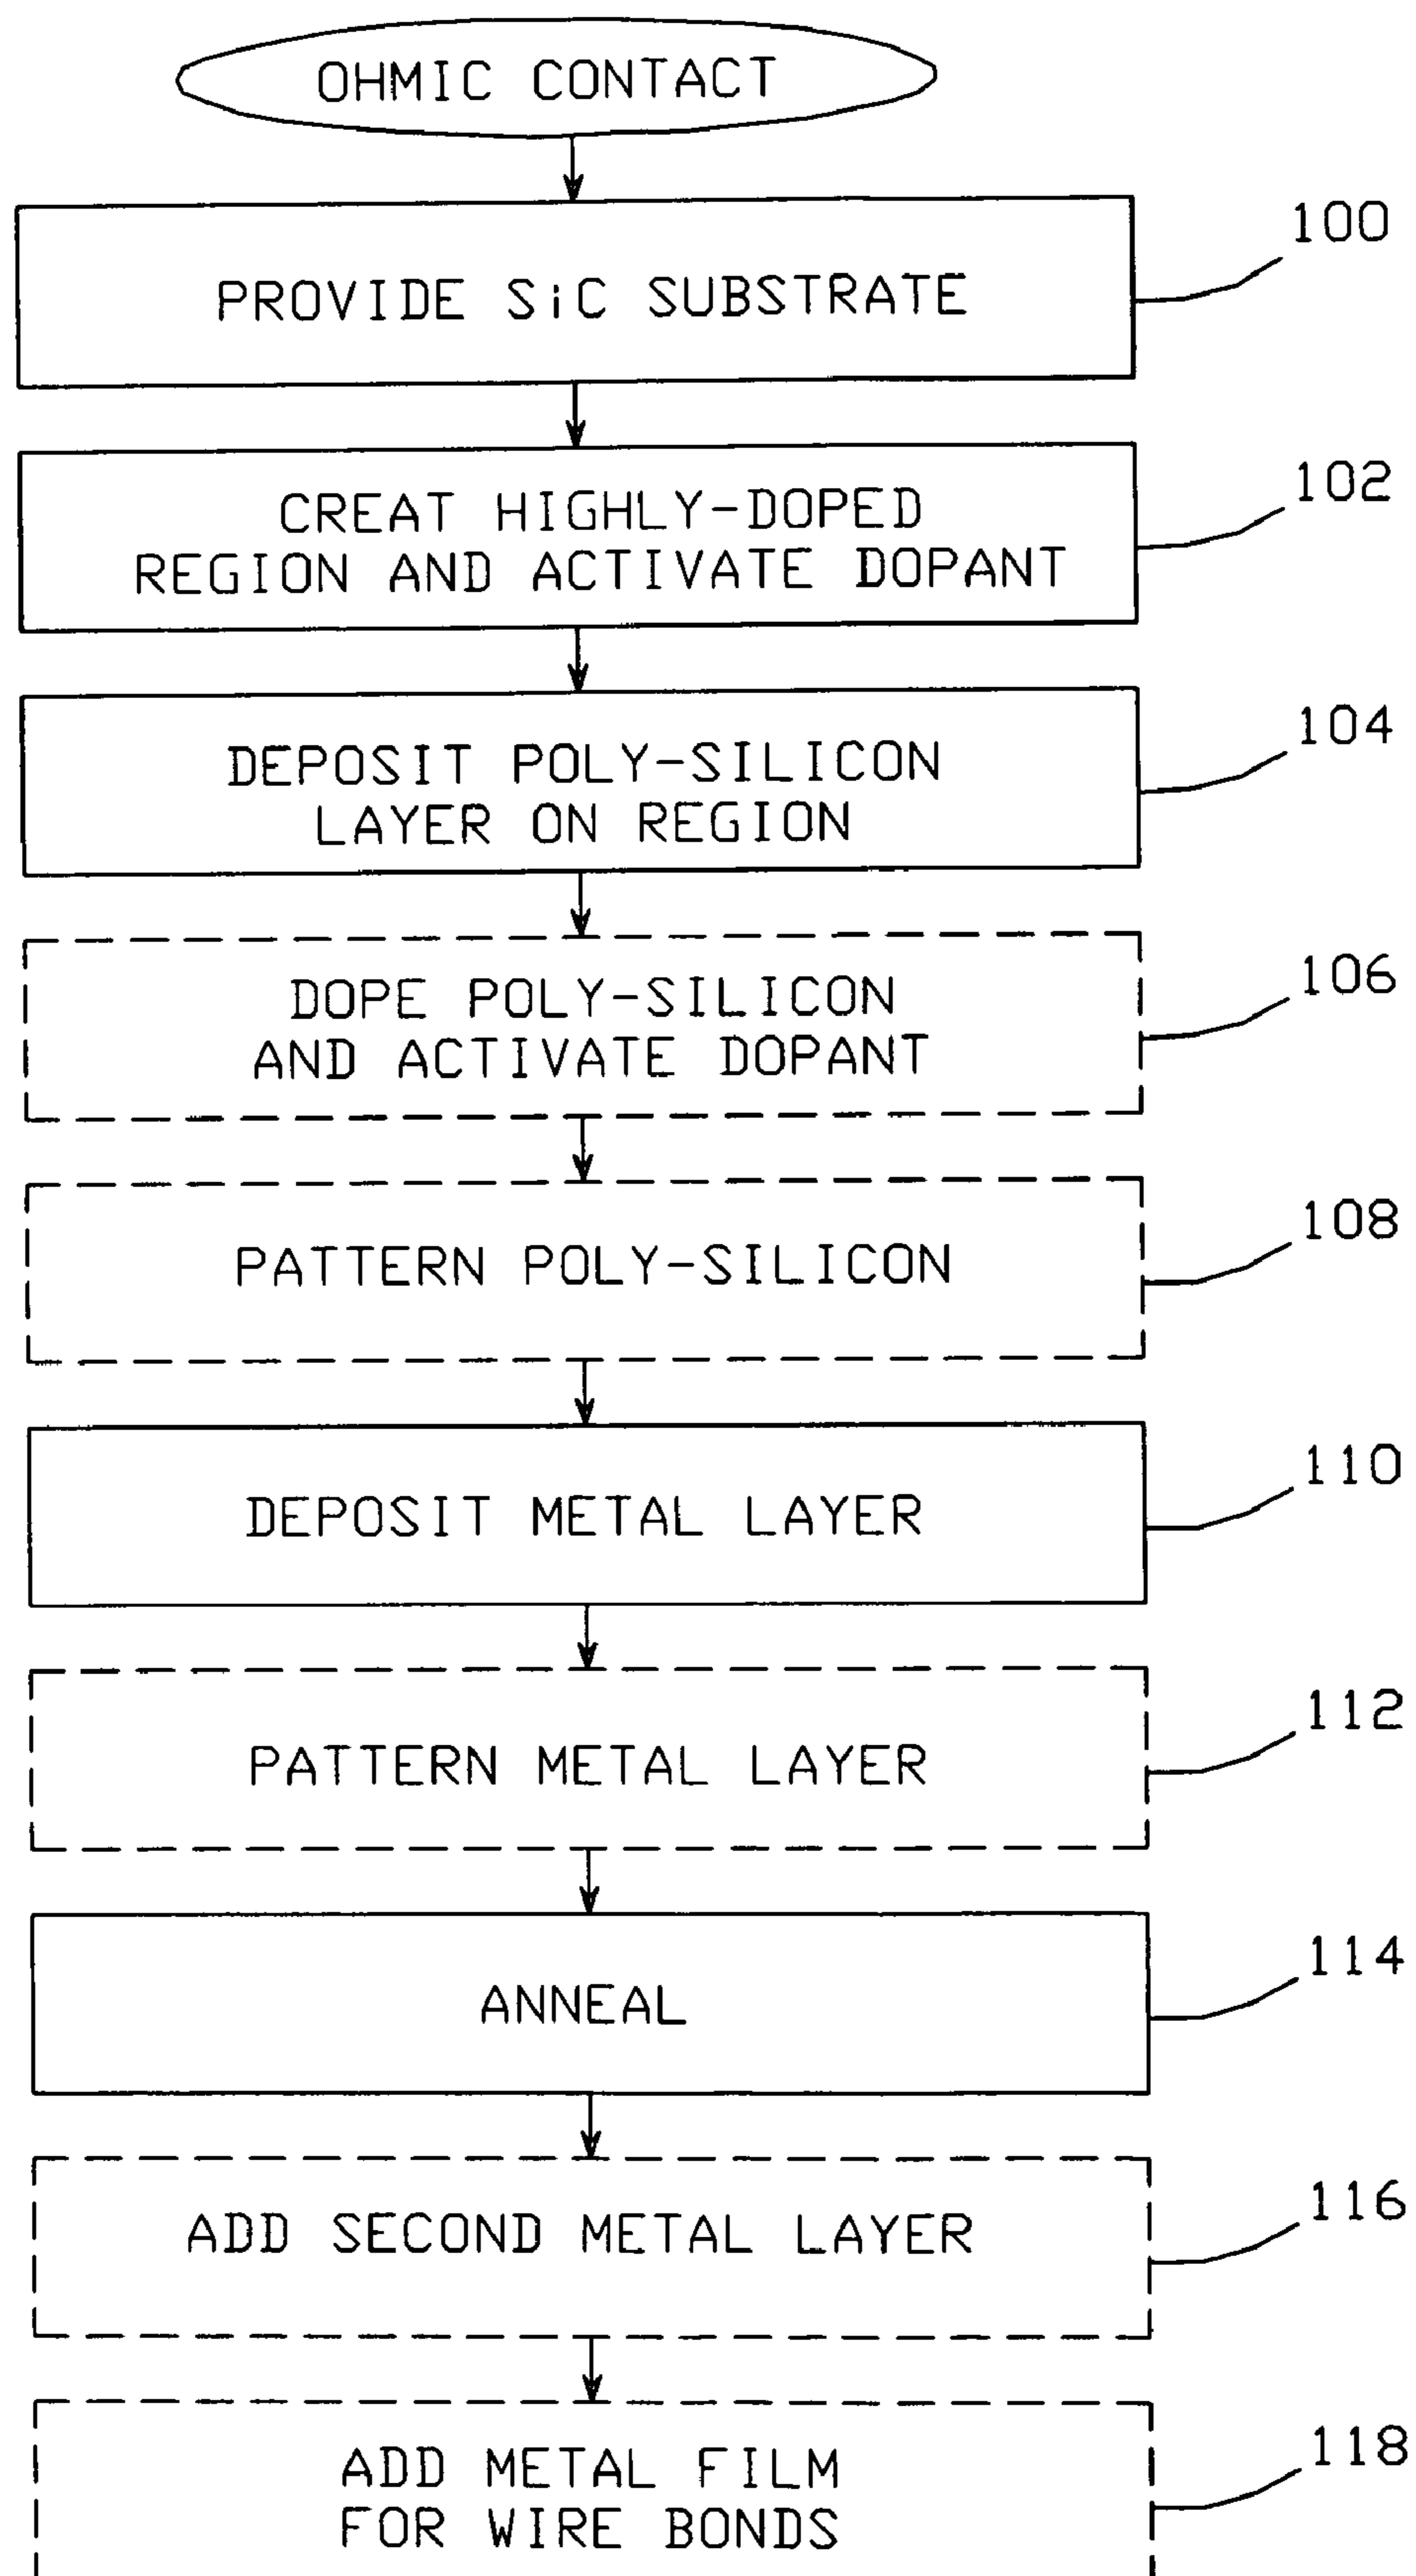 OHMIC CONTACT
100
PROVIDE SiC SUBSTRATE
102
CREAT HIGHLY-DOPED
REGION AND ACTIVATE DOPANT
104
DEPOSIT POLY-SILICON
LAYER ON REGION
106
DOPE POLY-SILICON
AND ACTIVATE DOPANT
108
PATTERN POLY-SILICON
110
DEPOSIT METAL LAYER
112
PATTERN METAL LAYER
114
ANNEAL
116
ADD SECOND METAL LAYER
118
ADD METAL FILM
FOR WIRE BONDS